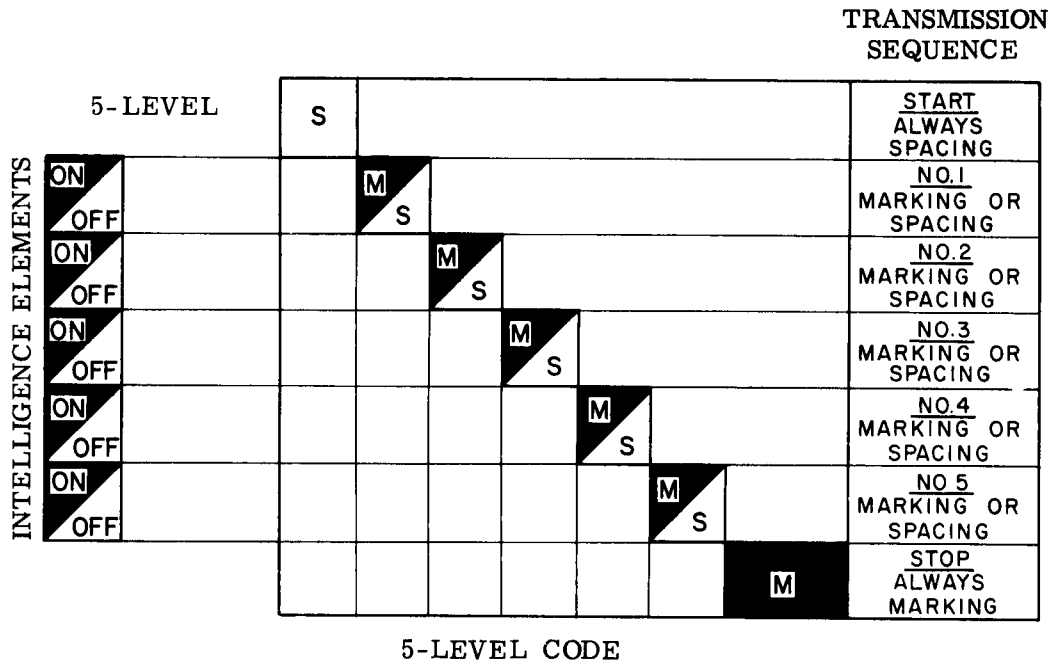 TRANSMISSION
SEQUENCE
5-LEVEL
S
START
ALWAYS
SPACING
INTELLIGENCE ELEMENTS
ON
OFF
M
S
NO.1
MARKING OR
SPACING
ON
OFF
M
S
NO.2
MARKING OR
SPACING
ON
OFF
M
S
NO.3
MARKING OR
SPACING
ON
OFF
M
S
NO.4
MARKING OR
SPACING
ON
OFF
M
S
NO 5
MARKING OR
SPACING
M
STOP
ALWAYS
MARKING
5-LEVEL CODE